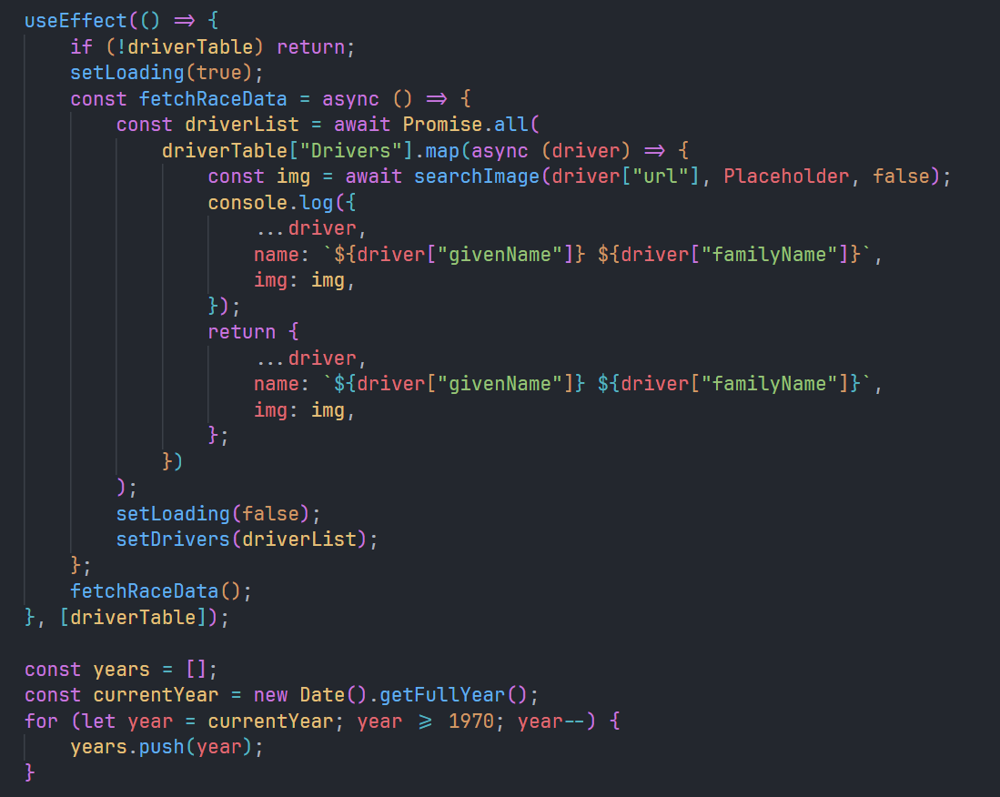 useEffect(() => {
    if (!driverTable) return;
    setLoading(true);
    const fetchRaceData = async () => {
        const driverList = await Promise.all(
            driverTable["Drivers"].map(async (driver) => {
                const img = await searchImage(driver["url"], Placeholder, false);
                console.log({
                    ...driver,
                    name: `${driver["givenName"]} ${driver["familyName"]}`,
                    img: img,
                });
                return {
                    ...driver,
                    name: `${driver["givenName"]} ${driver["familyName"]}`,
                    img: img,
                };
            })
        );
        setLoading(false);
        setDrivers(driverList);
    };
    fetchRaceData();
}, [driverTable]);

const years = [];
const currentYear = new Date().getFullYear();
for (let year = currentYear; year >= 1970; year--) {
    years.push(year);
}